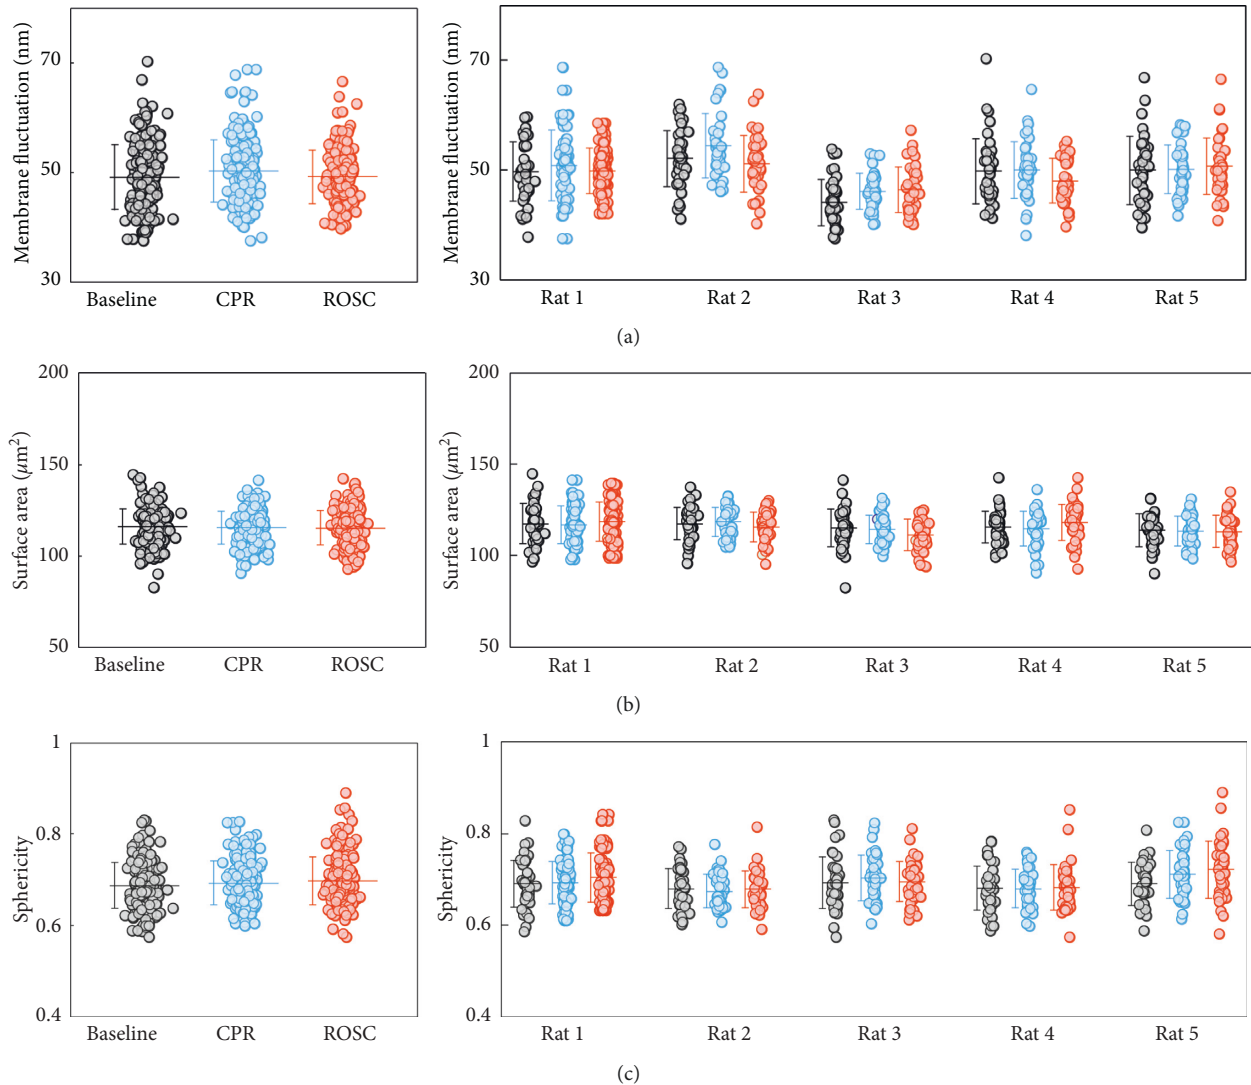 Membrane fluctuation (nm)
70
50
30
Baseline CPR ROSC
Membrane fluctuation (nm)
70
50
30
Rat 1 Rat 2 Rat 3 Rat 4 Rat 5
(a)
Surface area (μm²)
200
150
100
50
Baseline CPR ROSC
Surface area (μm²)
200
150
100
50
Rat 1 Rat 2 Rat 3 Rat 4 Rat 5
(b)
Sphericity
1
0.8
0.6
0.4
Baseline CPR ROSC
Sphericity
1
0.8
0.6
0.4
Rat 1 Rat 2 Rat 3 Rat 4 Rat 5
(c)